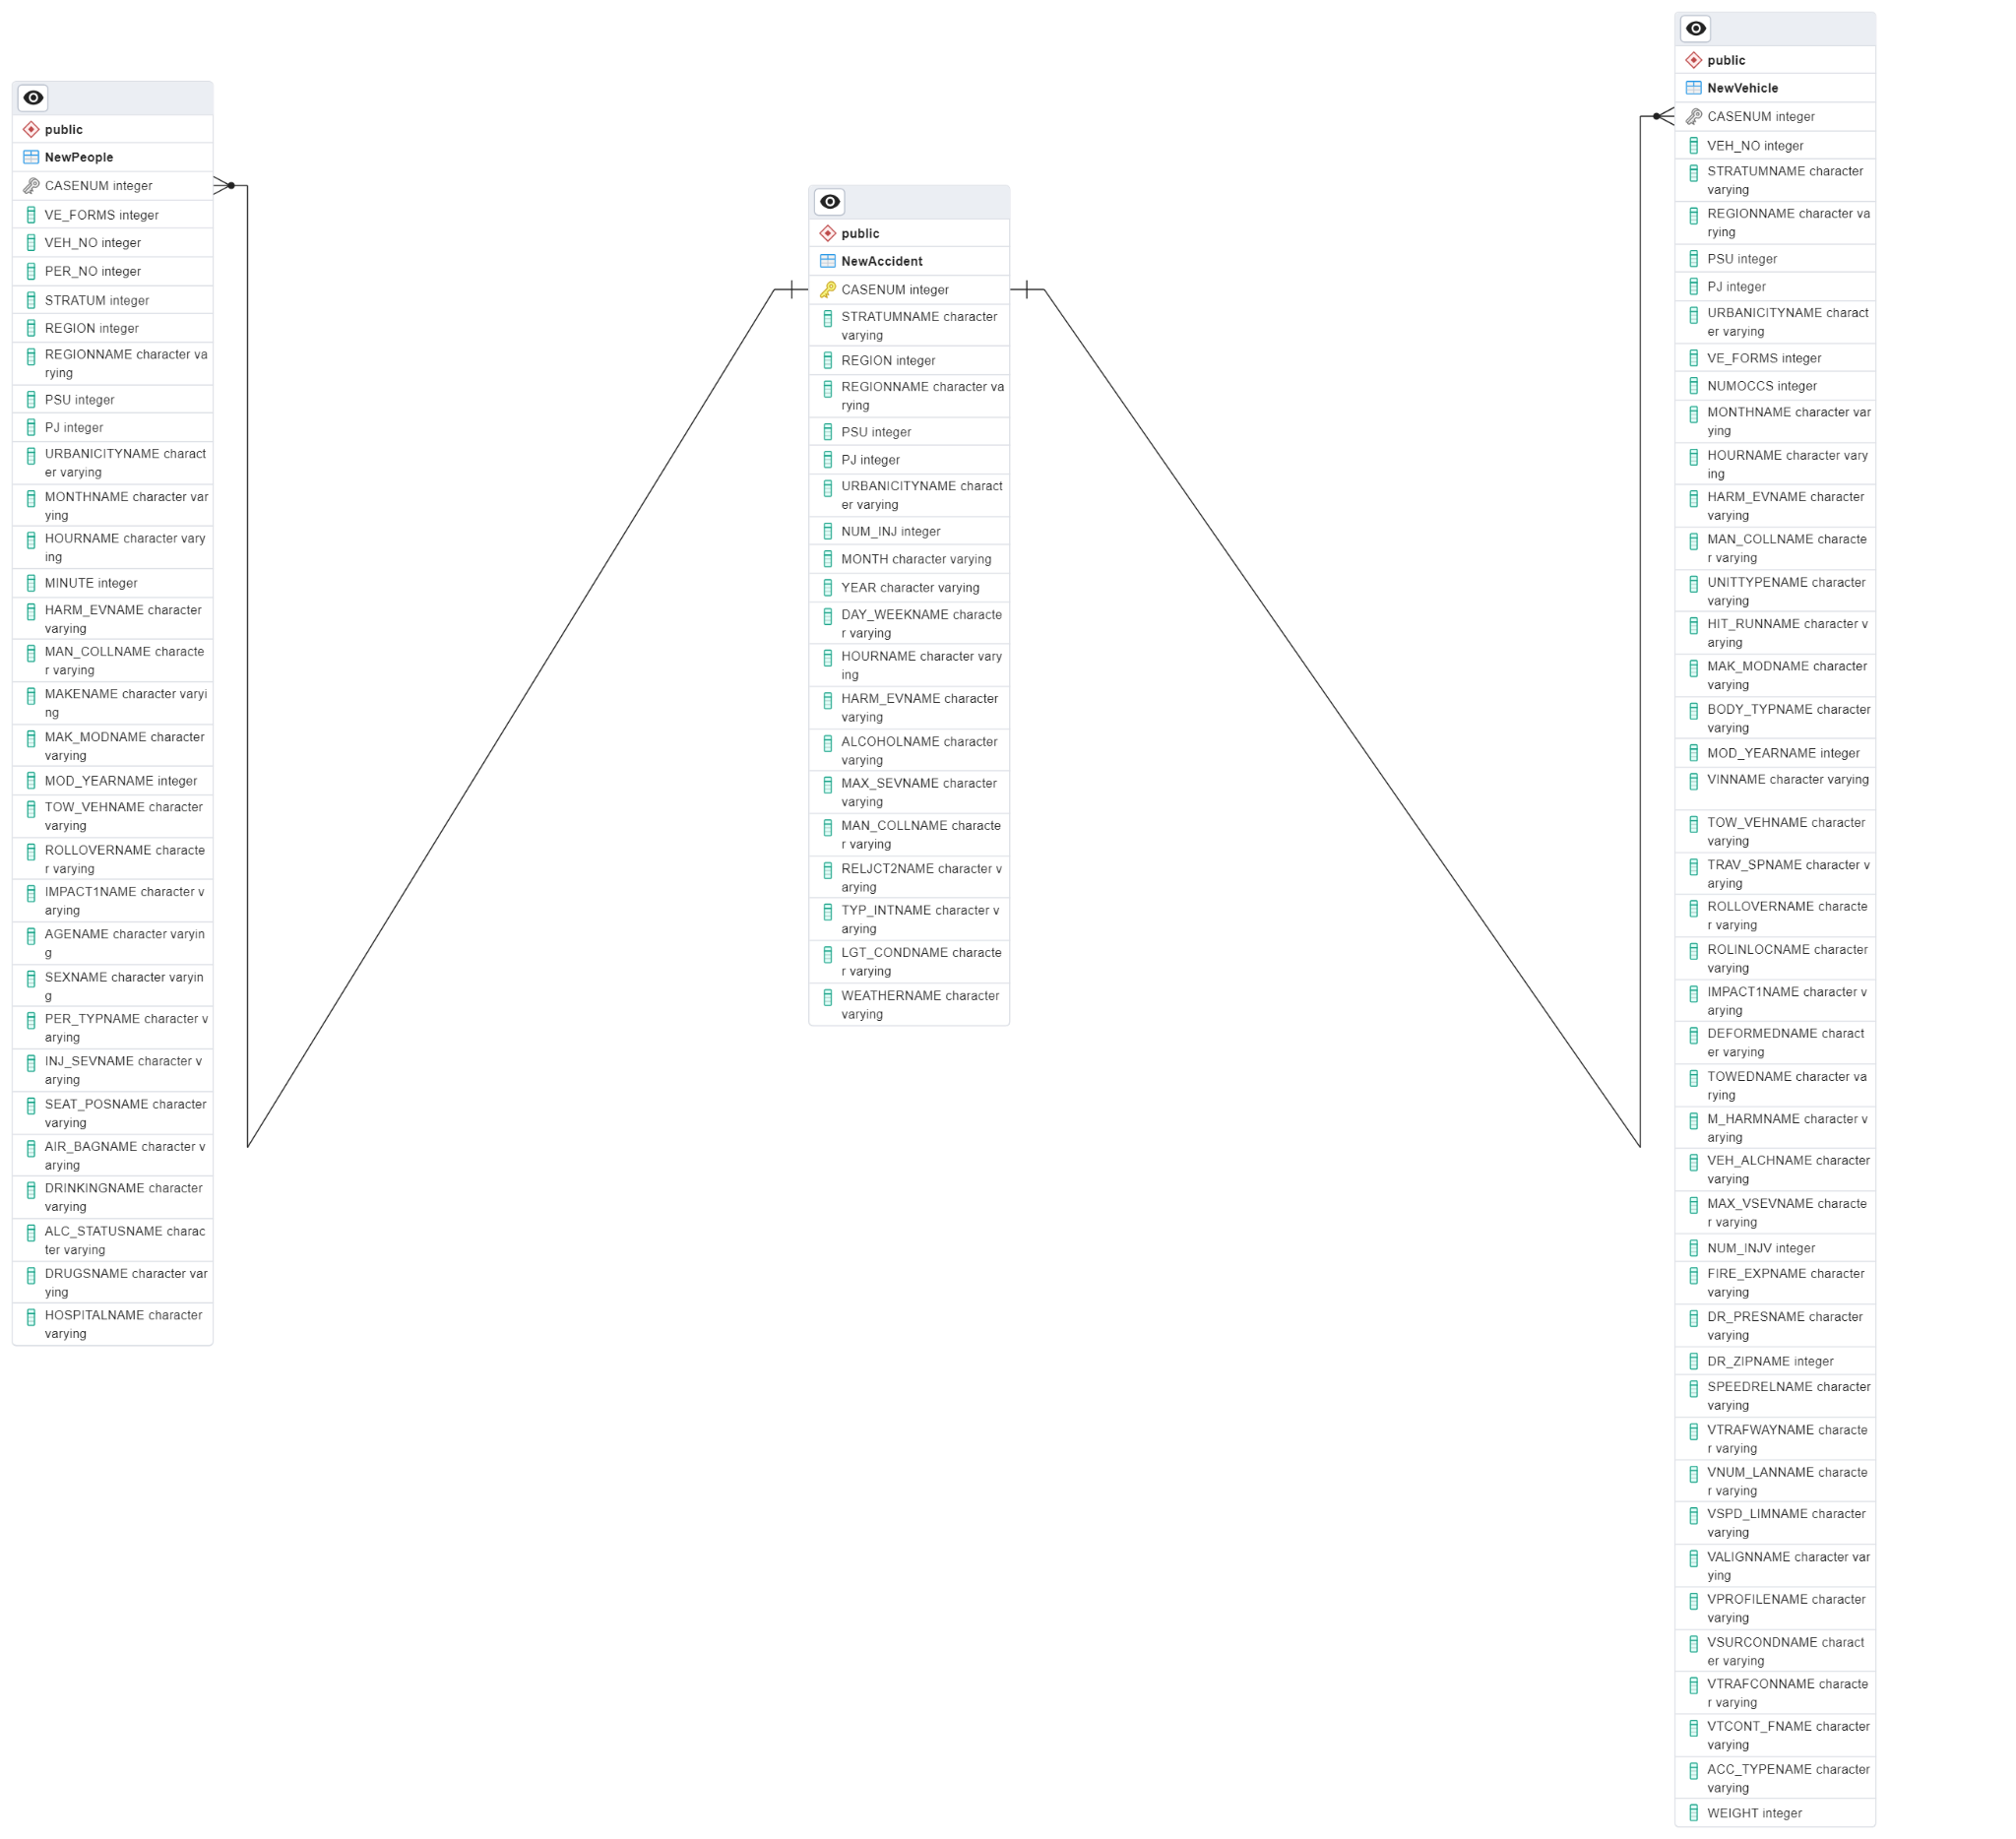 public
NewPeople
CASENUM integer
VE_FORMS integer
VEH_NO integer
PER_NO integer
STRATUM integer
REGION integer
REGIONNAME character va
rying
PSU integer
PJ integer
URBANICITYNAME charact
er varying
MONTHNAME character var
ying
HOURNAME character vary
ing
MINUTE integer
HARM_EVNAME character
varying
MAN_COLLNAME characte
r varying
MAKENAME character varyi
ng
MAK_MODNAME character
varying
MOD_YEARNAME integer
TOW_VEHNAME character
varying
ROLLOVERNAME characte
r varying
IMPACT1NAME character v
arying
AGENAME character varyin
g
SEXNAME character varyin
g
PER_TYPNAME character v
arying
INJ_SEVNAME character v
arying
SEAT_POSNAME character
varying
AIR_BAGNAME character v
arying
DRINKINGNAME character
varying
ALC_STATUSNAME charac
ter varying
DRUGSNAME character var
ying
HOSPITALNAME character
varying
public
NewAccident
CASENUM integer
STRATUMNAME character
varying
REGION integer
REGIONNAME character va
rying
PSU integer
PJ integer
URBANICITYNAME charact
er varying
NUM_INJ integer
MONTH character varying
YEAR character varying
DAY_WEEKNAME characte
r varying
HOURNAME character vary
ing
HARM_EVNAME character
varying
ALCOHOLNAME character
varying
MAX_SEVNAME character
varying
MAN_COLLNAME characte
r varying
RELJCT2NAME character v
arying
TYP_INTNAME character v
arying
LGT_CONDNAME characte
r varying
WEATHERNAME character
varying
public
NewVehicle
CASENUM integer
VEH_NO integer
STRATUMNAME character
varying
REGIONNAME character va
rying
PSU integer
PJ integer
URBANICITYNAME charact
er varying
VE_FORMS integer
NUMOCCS integer
MONTHNAME character var
ying
HOURNAME character vary
ing
HARM_EVNAME character
varying
MAN_COLLNAME characte
r varying
UNITTYPENAME character
varying
HIT_RUNNAME character v
arying
MAK_MODNAME character
varying
BODY_TYPNAME character
varying
MOD_YEARNAME integer
VINNAME character varying
TOW_VEHNAME character
varying
TRAV_SPNAME character v
arying
ROLLOVERNAME characte
r varying
ROLINLOCNAME character
varying
IMPACT1NAME character v
arying
DEFORMEDNAME charact
er varying
TOWEDNAME character va
rying
M_HARMNAME character v
arying
VEH_ALCHNAME character
varying
MAX_VSEVNAME characte
r varying
NUM_INJV integer
FIRE_EXPNAME character
varying
DR_PRESNAME character
varying
DR_ZIPNAME integer
SPEEDRELNAME character
varying
VTRAFWAYNAME characte
r varying
VNUM_LANNAME characte
r varying
VSPD_LIMNAME character
varying
VALIGNNAME character var
ying
VPROFILENAME character
varying
VSURCONDNAME charact
er varying
VTRAFCONNAME characte
r varying
VTCONT_FNAME character
varying
ACC_TYPENAME character
varying
WEIGHT integer